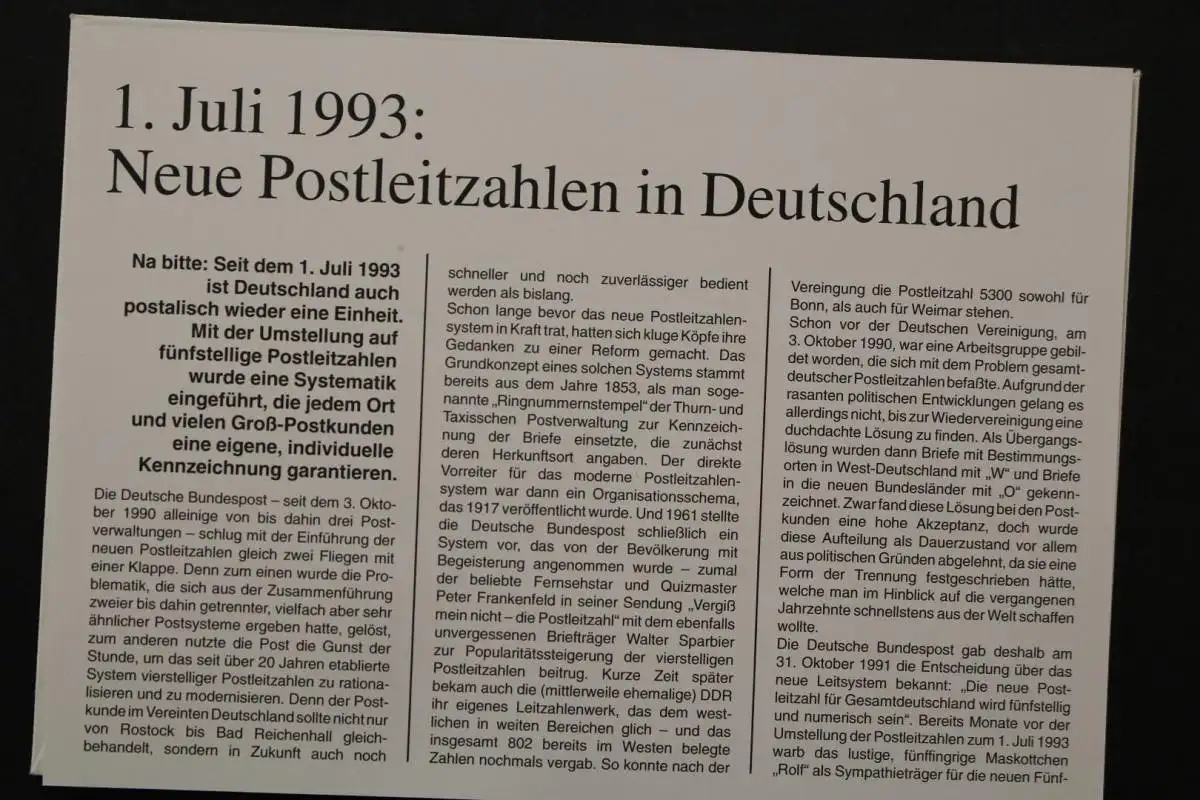 1. Juli 1993:
Neue Postleitzahlen in Deutschland
Na bitte: Seit dem 1. Juli 1993
ist Deutschland auch
postalisch wieder eine Einheit.
Mit der Umstellung auf
fünfstellige Postleitzahlen
wurde eine Systematik
eingeführt, die jedem Ort
und vielen Groß-Postkunden
eine eigene, individuelle
Kennzeichnung garantieren.
Die Deutsche Bundespost – seit dem 3. Okto-
ber 1990 alleinige von bis dahin drei Post-
verwaltungen – schlug mit der Einführung der
neuen Postleitzahlen gleich zwei Fliegen mit
einer Klappe. Denn zum einen wurde die Pro-
blematik, die sich aus der Zusammenführung
zweier bis dahin getrennter, vielfach aber sehr
ähnlicher Postsysteme ergeben hatte, gelöst,
zum anderen nutzte die Post die Gunst der
Stunde, um das seit über 20 Jahren etablierte
System vierstelliger Postleitzahlen zu rationa-
lisieren und zu modernisieren. Denn der Post-
kunde im Vereinten Deutschland sollte nicht nur
von Rostock bis Bad Reichenhall gleich-
behandelt, sondern in Zukunft auch noch
schneller und noch zuverlässiger bedient
werden als bislang.
Schon lange bevor das neue Postleitzahlen-
system in Kraft trat, hatten sich kluge Köpfe ihre
Gedanken zu einer Reform gemacht. Das
Grundkonzept eines solchen Systems stammt
bereits aus dem Jahre 1853, als man soge-
nannte „Ringnummernstempel“ der Thurn- und
Taxisschen Postverwaltung zur Kennzeich-
nung der Briefe einsetzte, die zunächst
deren Herkunftsort angaben. Der direkte
Vorreiter für das moderne Postleitzahlen-
system war dann ein Organisationsschema,
das 1917 veröffentlicht wurde. Und 1961 stellte
die Deutsche Bundespost schließlich ein
System vor, das von der Bevölkerung mit
Begeisterung angenommen wurde – zumal
der beliebte Fernsehstar und Quizmaster
Peter Frankenfeld in seiner Sendung „Vergiß
mein nicht – die Postleitzahl“ mit dem ebenfalls
unvergessenen Briefträger Walter Sparbier
zur Popularitätssteigerung der vierstelligen
Postleitzahlen beitrug. Kurze Zeit später
bekam auch die (mittlerweile ehemalige) DDR
ihr eigenes Leitzahlenwerk, das dem west-
lichen in weiten Bereichen glich – und das
insgesamt 802 bereits im Westen belegte
Zahlen nochmals vergab. So konnte nach der
Vereingung die Postleitzahl 5300 sowohl für
Bonn, als auch für Weimar stehen.
Schon vor der Deutschen Vereinigung, am
3. Oktober 1990, war eine Arbeitsgruppe gebil-
det worden, die sich mit dem Problem gesamt-
deutscher Postleitzahlen befaßte. Aufgrund der
rasanten politischen Entwicklungen gelang es
allerdings nicht, bis zur Wiedervereinigung eine
duchdachte Lösung zu finden. Als Übergangs-
lösung wurden dann Briefe mit Bestimmungs-
orten in West-Deutschland mit „W“ und Briefe
in die neuen Bundesländer mit „O“ gekenn-
zeichnet. Zwar fand diese Lösung bei den Post-
kunden eine hohe Akzeptanz, doch wurde
diese Aufteilung als Dauerzustand vor allem
aus politischen Gründen abgelehnt, da sie eine
Form der Trennung festgeschrieben hätte,
welche man im Hinblick auf die vergangenen
Jahrzehnte schnellstens aus der Welt schaffen
wollte.
Die Deutsche Bundespost gab deshalb am
31. Oktober 1991 die Entscheidung über das
neue Leitsystem bekannt: „Die neue Post-
leitzahl für Gesamtdeutschland wird fünfstellig
und numerisch sein“. Bereits Monate vor der
Umstellung der Postleitzahlen zum 1. Juli 1993
warb das lustige, fünffingrige Maskottchen
„Rolf“ als Sympathieträger für die neuen Fünf-